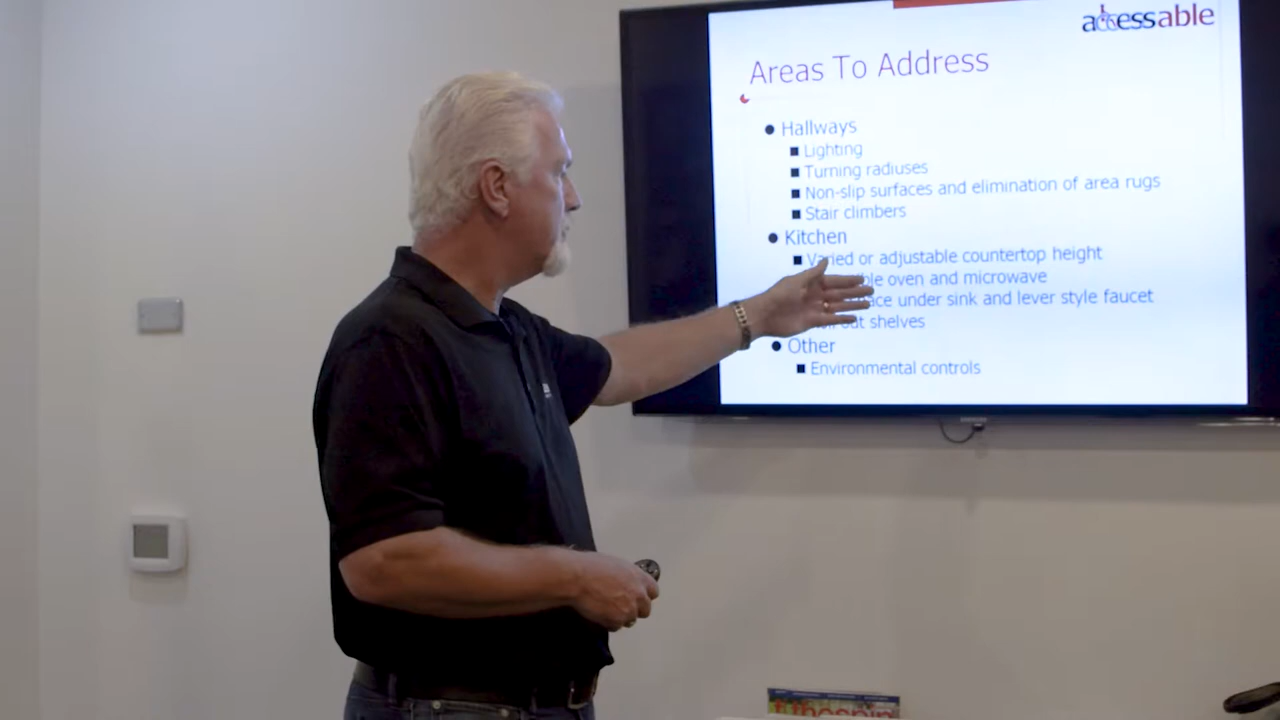 accessable
Areas To Address
Hallways
Lighting
Turning radiuses
Non-slip surfaces and elimination of area rugs
Stair climbers
Kitchen
Varied or adjustable countertop height
oven and microwave
under sink and lever style faucet
shelves
Other
Environmental controls